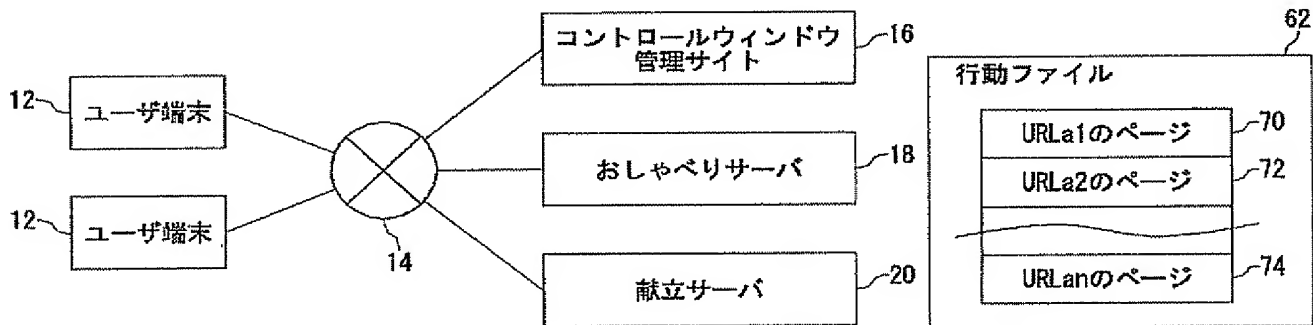 12
ユーザ端末
12
ユーザ端末
14
コントロールウィンドウ
管理サイト
16
おしゃべりサーバ
18
献立サーバ
20
62
行動ファイル
URLa1のページ
70
URLa2のページ
72
URLanのページ
74